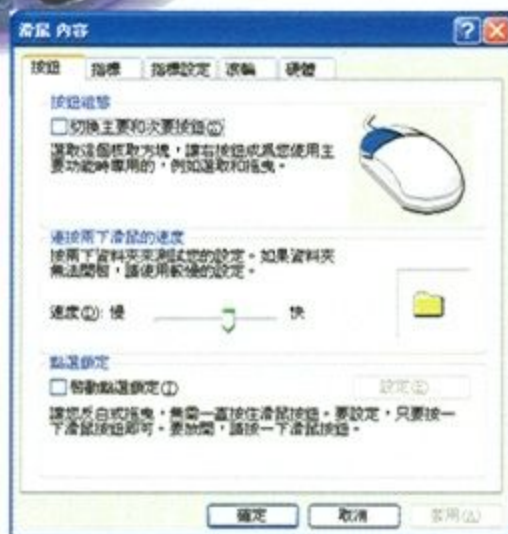 滑鼠 內容
按鈕 指標 指標設定 滾輪 硬體
按鈕組態
切換主要和次要按鈕(S)
選取這個核取方塊,讓右按鈕成為您使用主
要功能時專用的,例如選取和拖曳。
連按兩下滑鼠的速度
按兩下資料夾來測試您的設定。如果資料夾
無法開啟,請使用較慢的設定。
速度(D): 慢 快
點選鎖定
啟動點選鎖定(T)
設定(E)
讓您反白或拖曳,無需一直按住滑鼠按鈕。要設定,只要按一
下滑鼠按鈕即可。要放開,請按一下滑鼠按鈕。
確定 取消 套用(A)